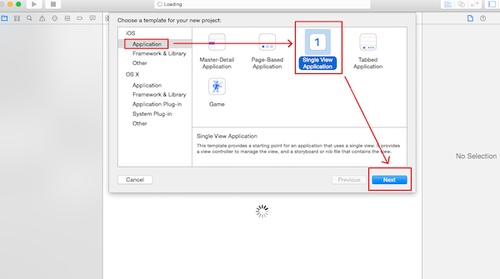 Loading
Choose a template for your new project:
iOS
Application
Framework & Library
Other
OS X
Application
Framework & Library
Application Plug-in
System Plug-in
Other
Master-Detail
Application
Page-Based
Application
1
Single View
Application
Tabbed
Application
Game
Single View Application
This template provides a starting point for an application that uses a single view. It provides
a view controller to manage the view, and a storyboard or nib file that contains the view.
No Selection
Cancel
Previous
Next